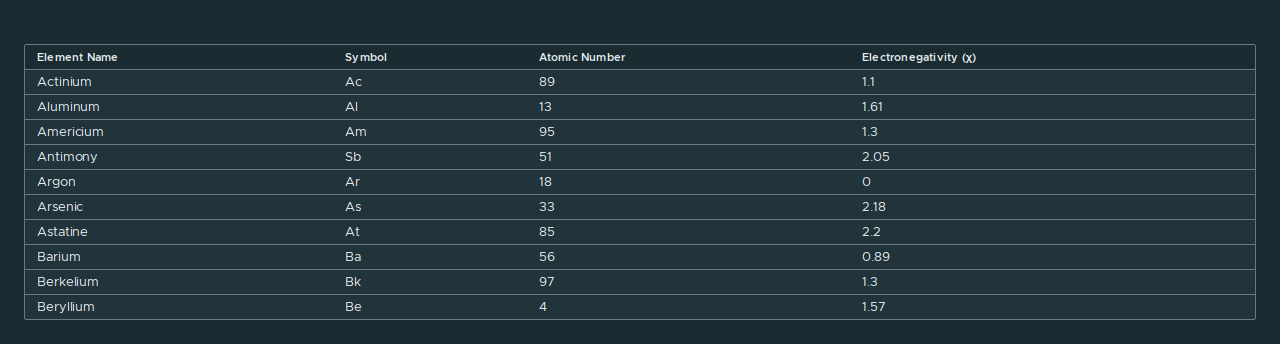 Element Name Symbol Atomic Number Electronegativity (χ)
Actinium Ac 89 1.1
Aluminum Al 13 1.61
Americium Am 95 1.3
Antimony Sb 51 2.05
Argon Ar 18 0
Arsenic As 33 2.18
Astatine At 85 2.2
Barium Ba 56 0.89
Berkelium Bk 97 1.3
Beryllium Be 4 1.57